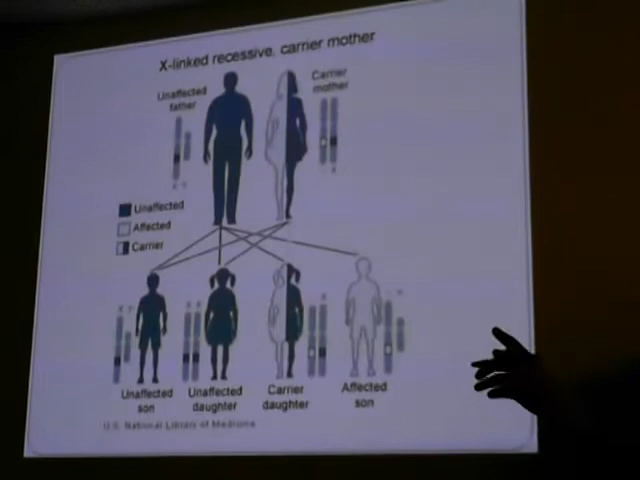 X-linked recessive, carrier mother
Unaffected
father
Carrier
mother
Unaffected
Affected
Carrier
Unaffected
son
Unaffected
daughter
Carrier
daughter
Affected
son
U.S. National Library of Medicine